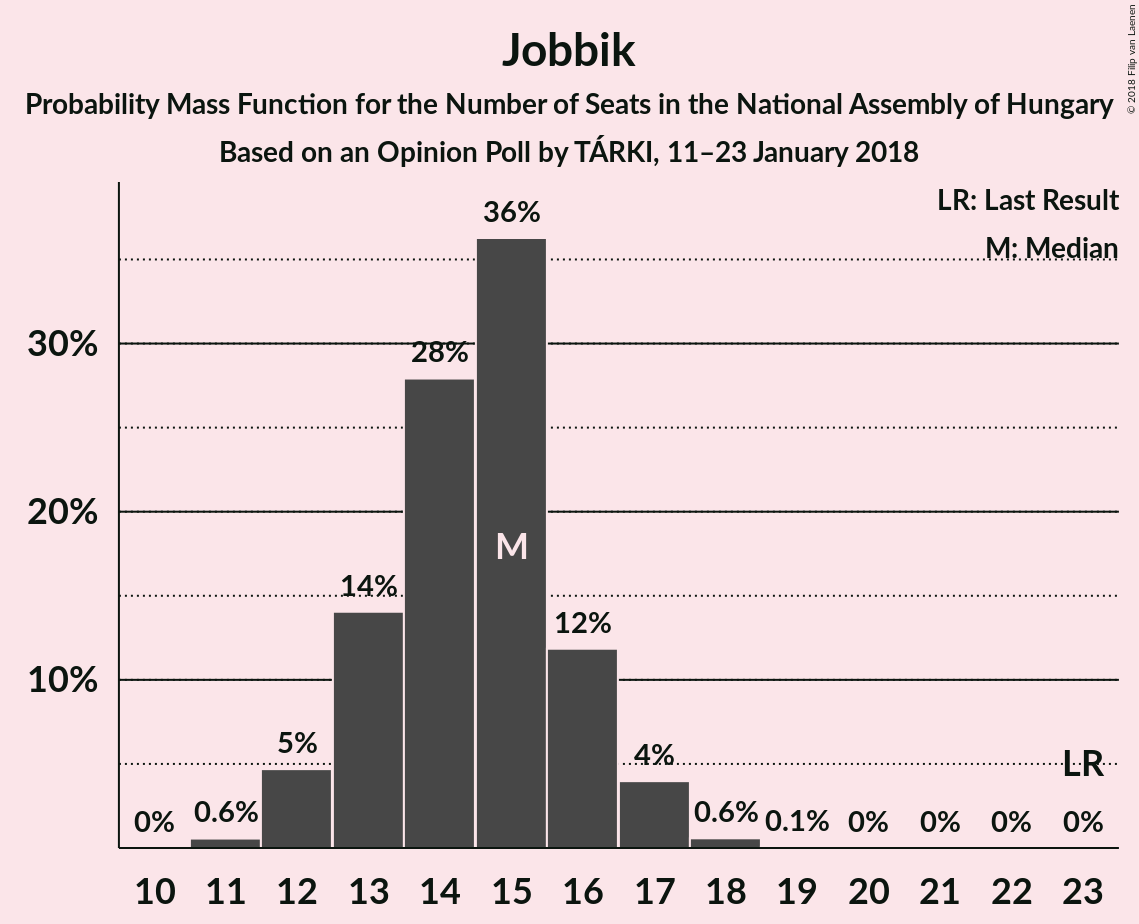 Jobbik
Probability Mass Function for the Number of Seats in the National Assembly of Hungary
Based on an Opinion Poll by TÁRKI, 11–23 January 2018
© 2018 Filip van Laenen
LR: Last Result
M: Median
36%
30%
28%
20%
M
14%
12%
10%
5%
4%
LR
0%
0.6%
0.6%
0.1%
0%
0%
0%
0%
10 11 12 13 14 15 16 17 18 19 20 21 22 23